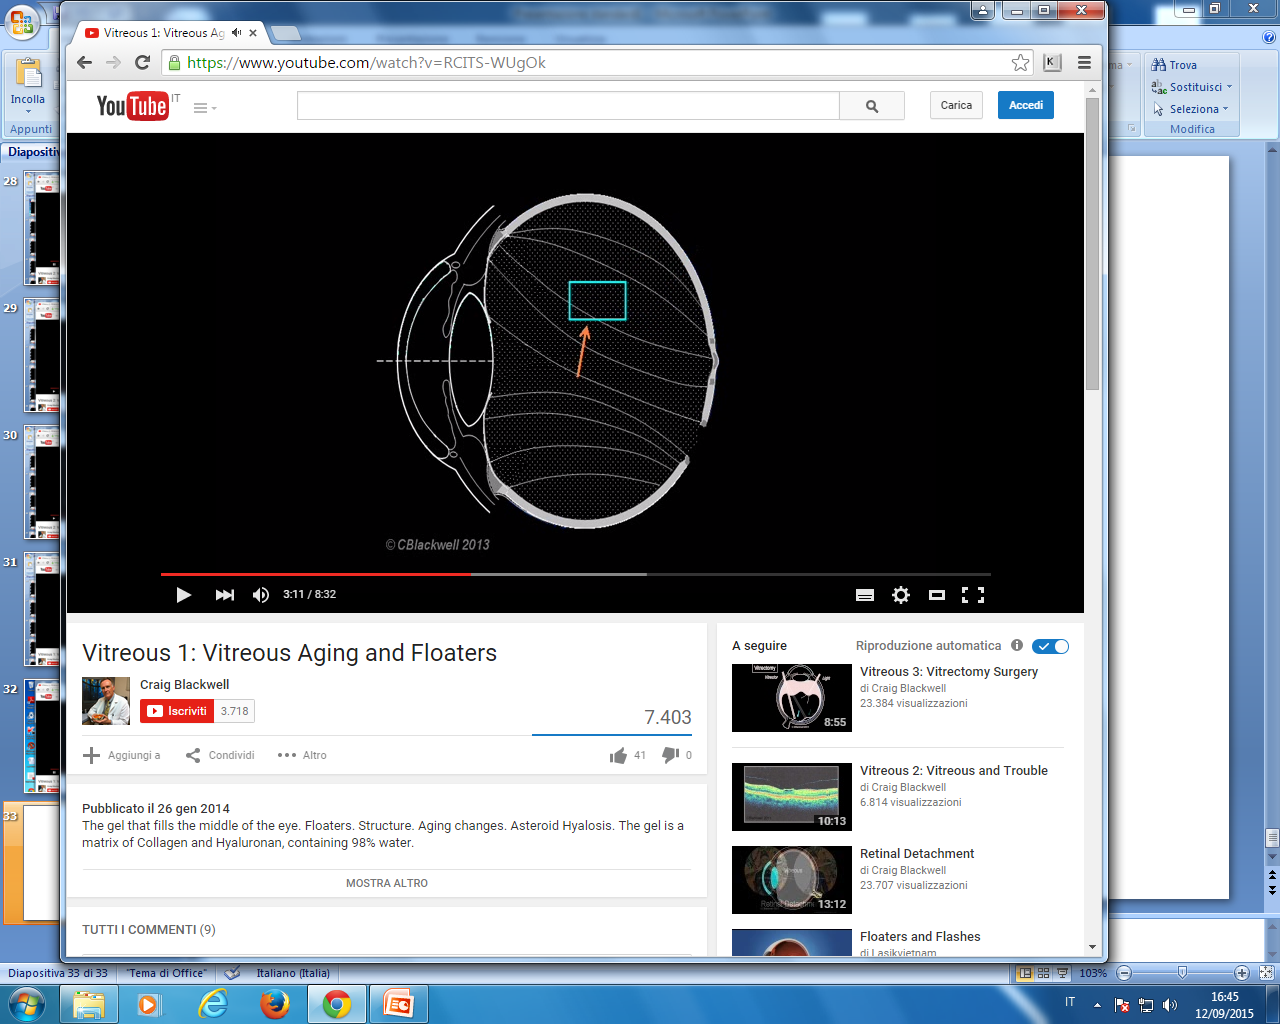 Vitreous 1: Vitreous Ag
https://www.youtube.com/watch?v=RCITS-WUgOk
Incolla
Appunti
Trova
Sostituisci
Seleziona
Modifica
YouTube IT
Carica
Accedi
Diapositiv
28
29
30
31
32
33
© CBlackwell 2013
3:11 / 8:32
Vitreous 1: Vitreous Aging and Floaters
Craig Blackwell
Iscriviti 3.718
7.403
Aggiungi a Condividi Altro 41 0
Pubblicato il 26 gen 2014
The gel that fills the middle of the eye. Floaters. Structure. Aging changes. Asteroid Hyalosis. The gel is a
matrix of Collagen and Hyaluronan, containing 98% water.
MOSTRA ALTRO
TUTTI I COMMENTI (9)
A seguire Riproduzione automatica
Vitrectomy
Light
8:55
Vitreous 3: Vitrectomy Surgery
di Craig Blackwell
23.384 visualizzazioni
10:13
Vitreous 2: Vitreous and Trouble
di Craig Blackwell
6.814 visualizzazioni
13:12
Retinal Detachment
di Craig Blackwell
23.707 visualizzazioni
Floaters and Flashes
di Lasikvietnam
Diapositiva 33 di 33 "Tema di Office" Italiano (Italia) 103%
IT
16:45
12/09/2015